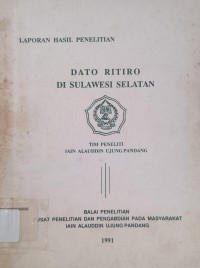 LAPORAN HASIL PENELITIAN
DATO RITIRO
DI SULAWESI SELATAN
TIM PENELITI
IAIN ALAUDDIN UJUNG PANDANG
BALAI PENELITIAN
PUSAT PENELITIAN DAN PENGABDIAN PADA MASYARAKAT
IAIN ALAUDDIN UJUNG PANDANG
1991